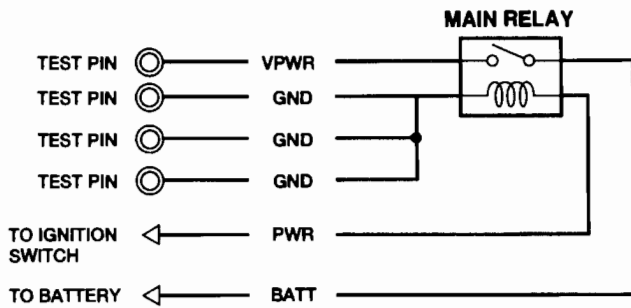 MAIN RELAY
TEST PIN VPWR
TEST PIN GND
TEST PIN GND
TEST PIN GND
TO IGNITION SWITCH PWR
TO BATTERY BATT